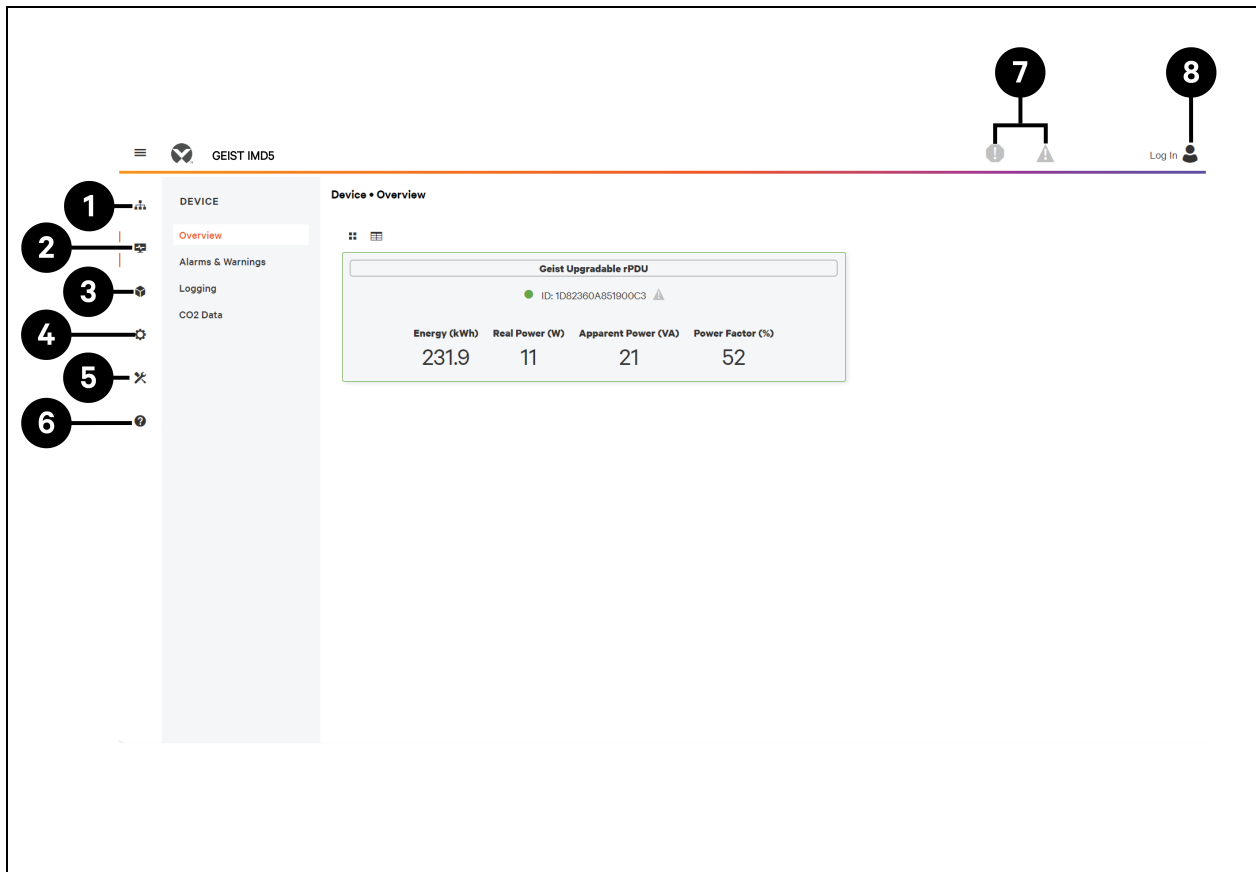 7
8
GEIST IMD5
Log In
1
DEVICE
Device • Overview
2
Overview
Alarms & Warnings
Geist Upgradable rPDU
3
Logging
ID: 1D82360A851900C3
CO2 Data
4
Energy (kWh) Real Power (W) Apparent Power (VA) Power Factor (%)
231.9 11 21 52
5
6